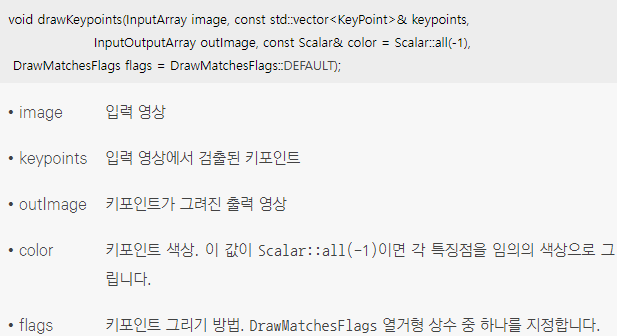 void drawKeypoints(InputArray image, const std::vector<KeyPoint>& keypoints,
InputOutputArray outImage, const Scalar& color = Scalar::all(-1),
DrawMatchesFlags flags = DrawMatchesFlags::DEFAULT);
• image 입력 영상
• keypoints 입력 영상에서 검출된 키포인트
• outImage 키포인트가 그려진 출력 영상
• color 키포인트 색상. 이 값이 Scalar::all(-1)이면 각 특징점을 임의의 색상으로 그
립니다.
• flags 키포인트 그리기 방법. DrawMatchesFlags 열거형 상수 중 하나를 지정합니다.